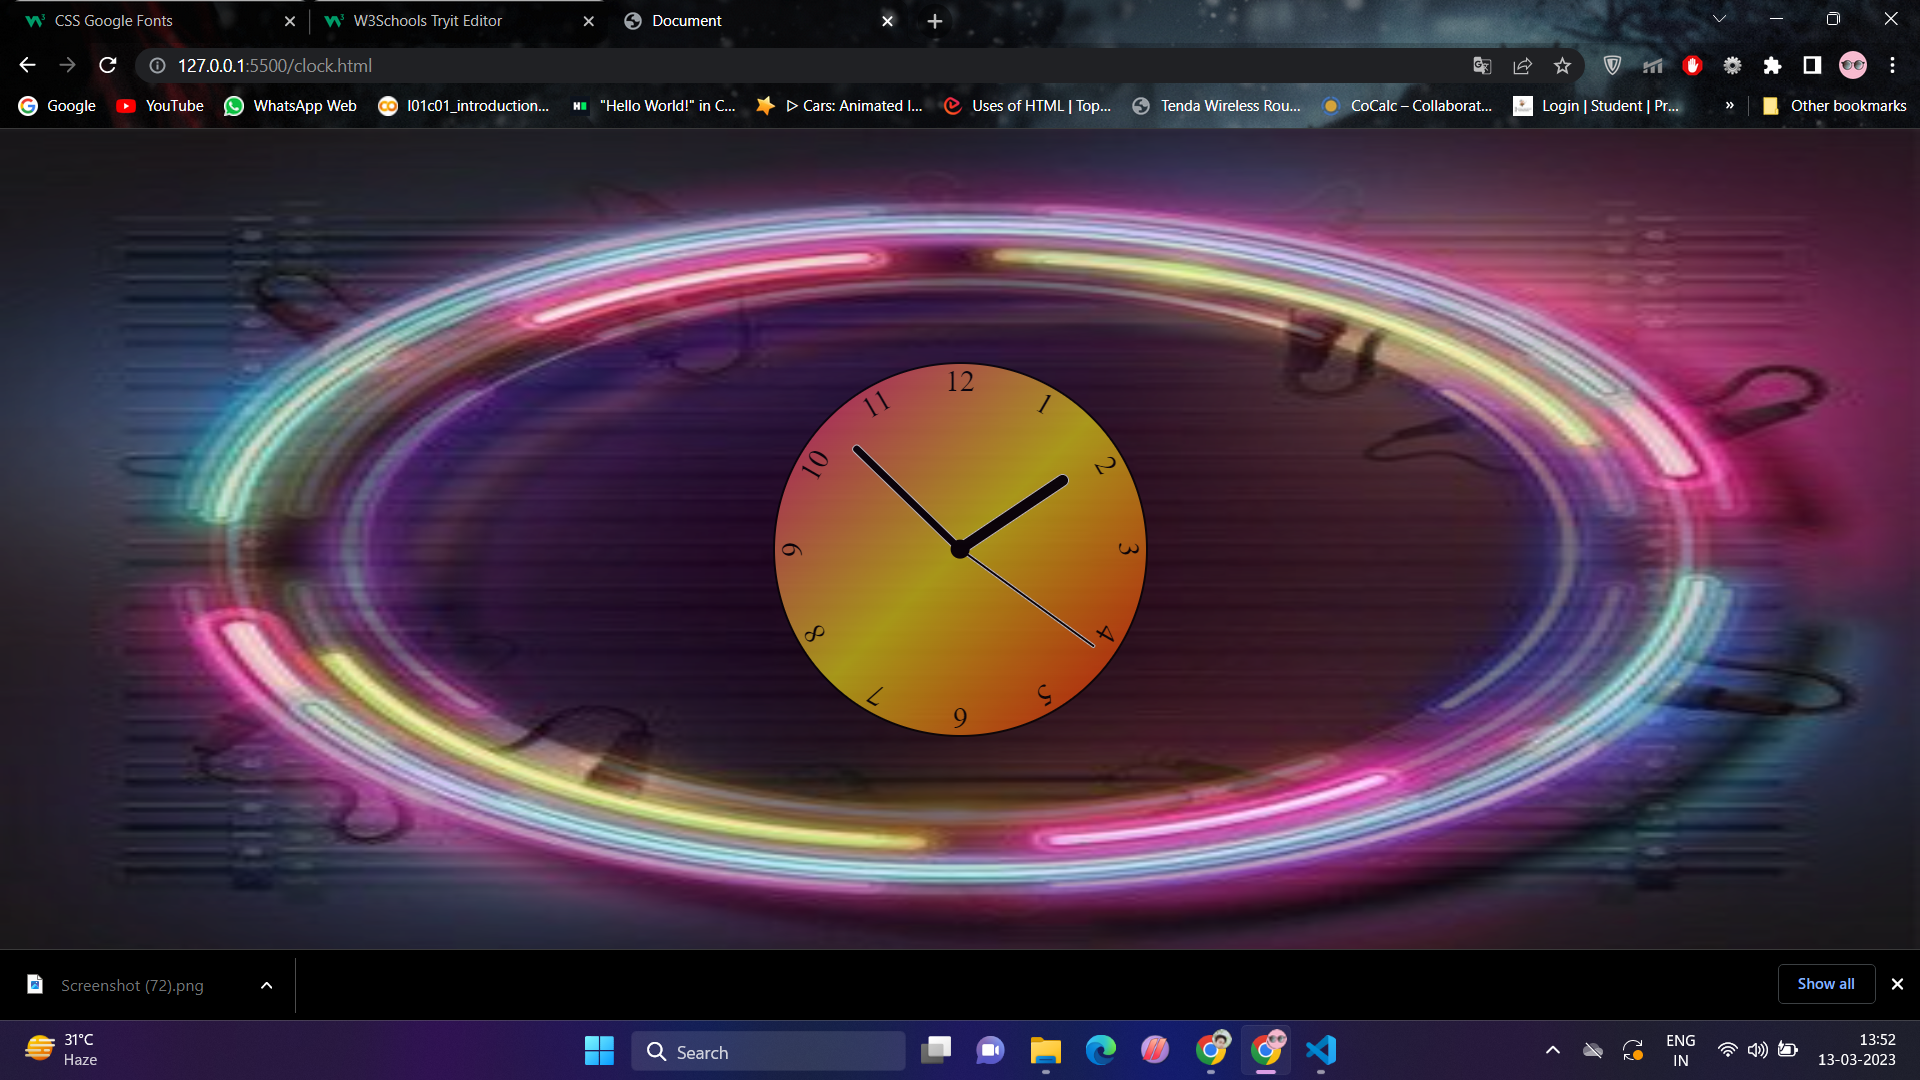 CSS Google Fonts
W3Schools Tryit Editor
Document
127.0.0.1:5500/clock.html
Google
YouTube
WhatsApp Web
l01c01_introduction...
"Hello World!" in C...
Cars: Animated I...
Uses of HTML | Top...
Tenda Wireless Rou...
CoCalc – Collaborat...
Login | Student | Pr...
»
Other bookmarks
12
1
2
3
4
5
6
7
8
9
10
11
Screenshot (72).png
Show all
31°C
Haze
Search
ENG
IN
13:52
13-03-2023